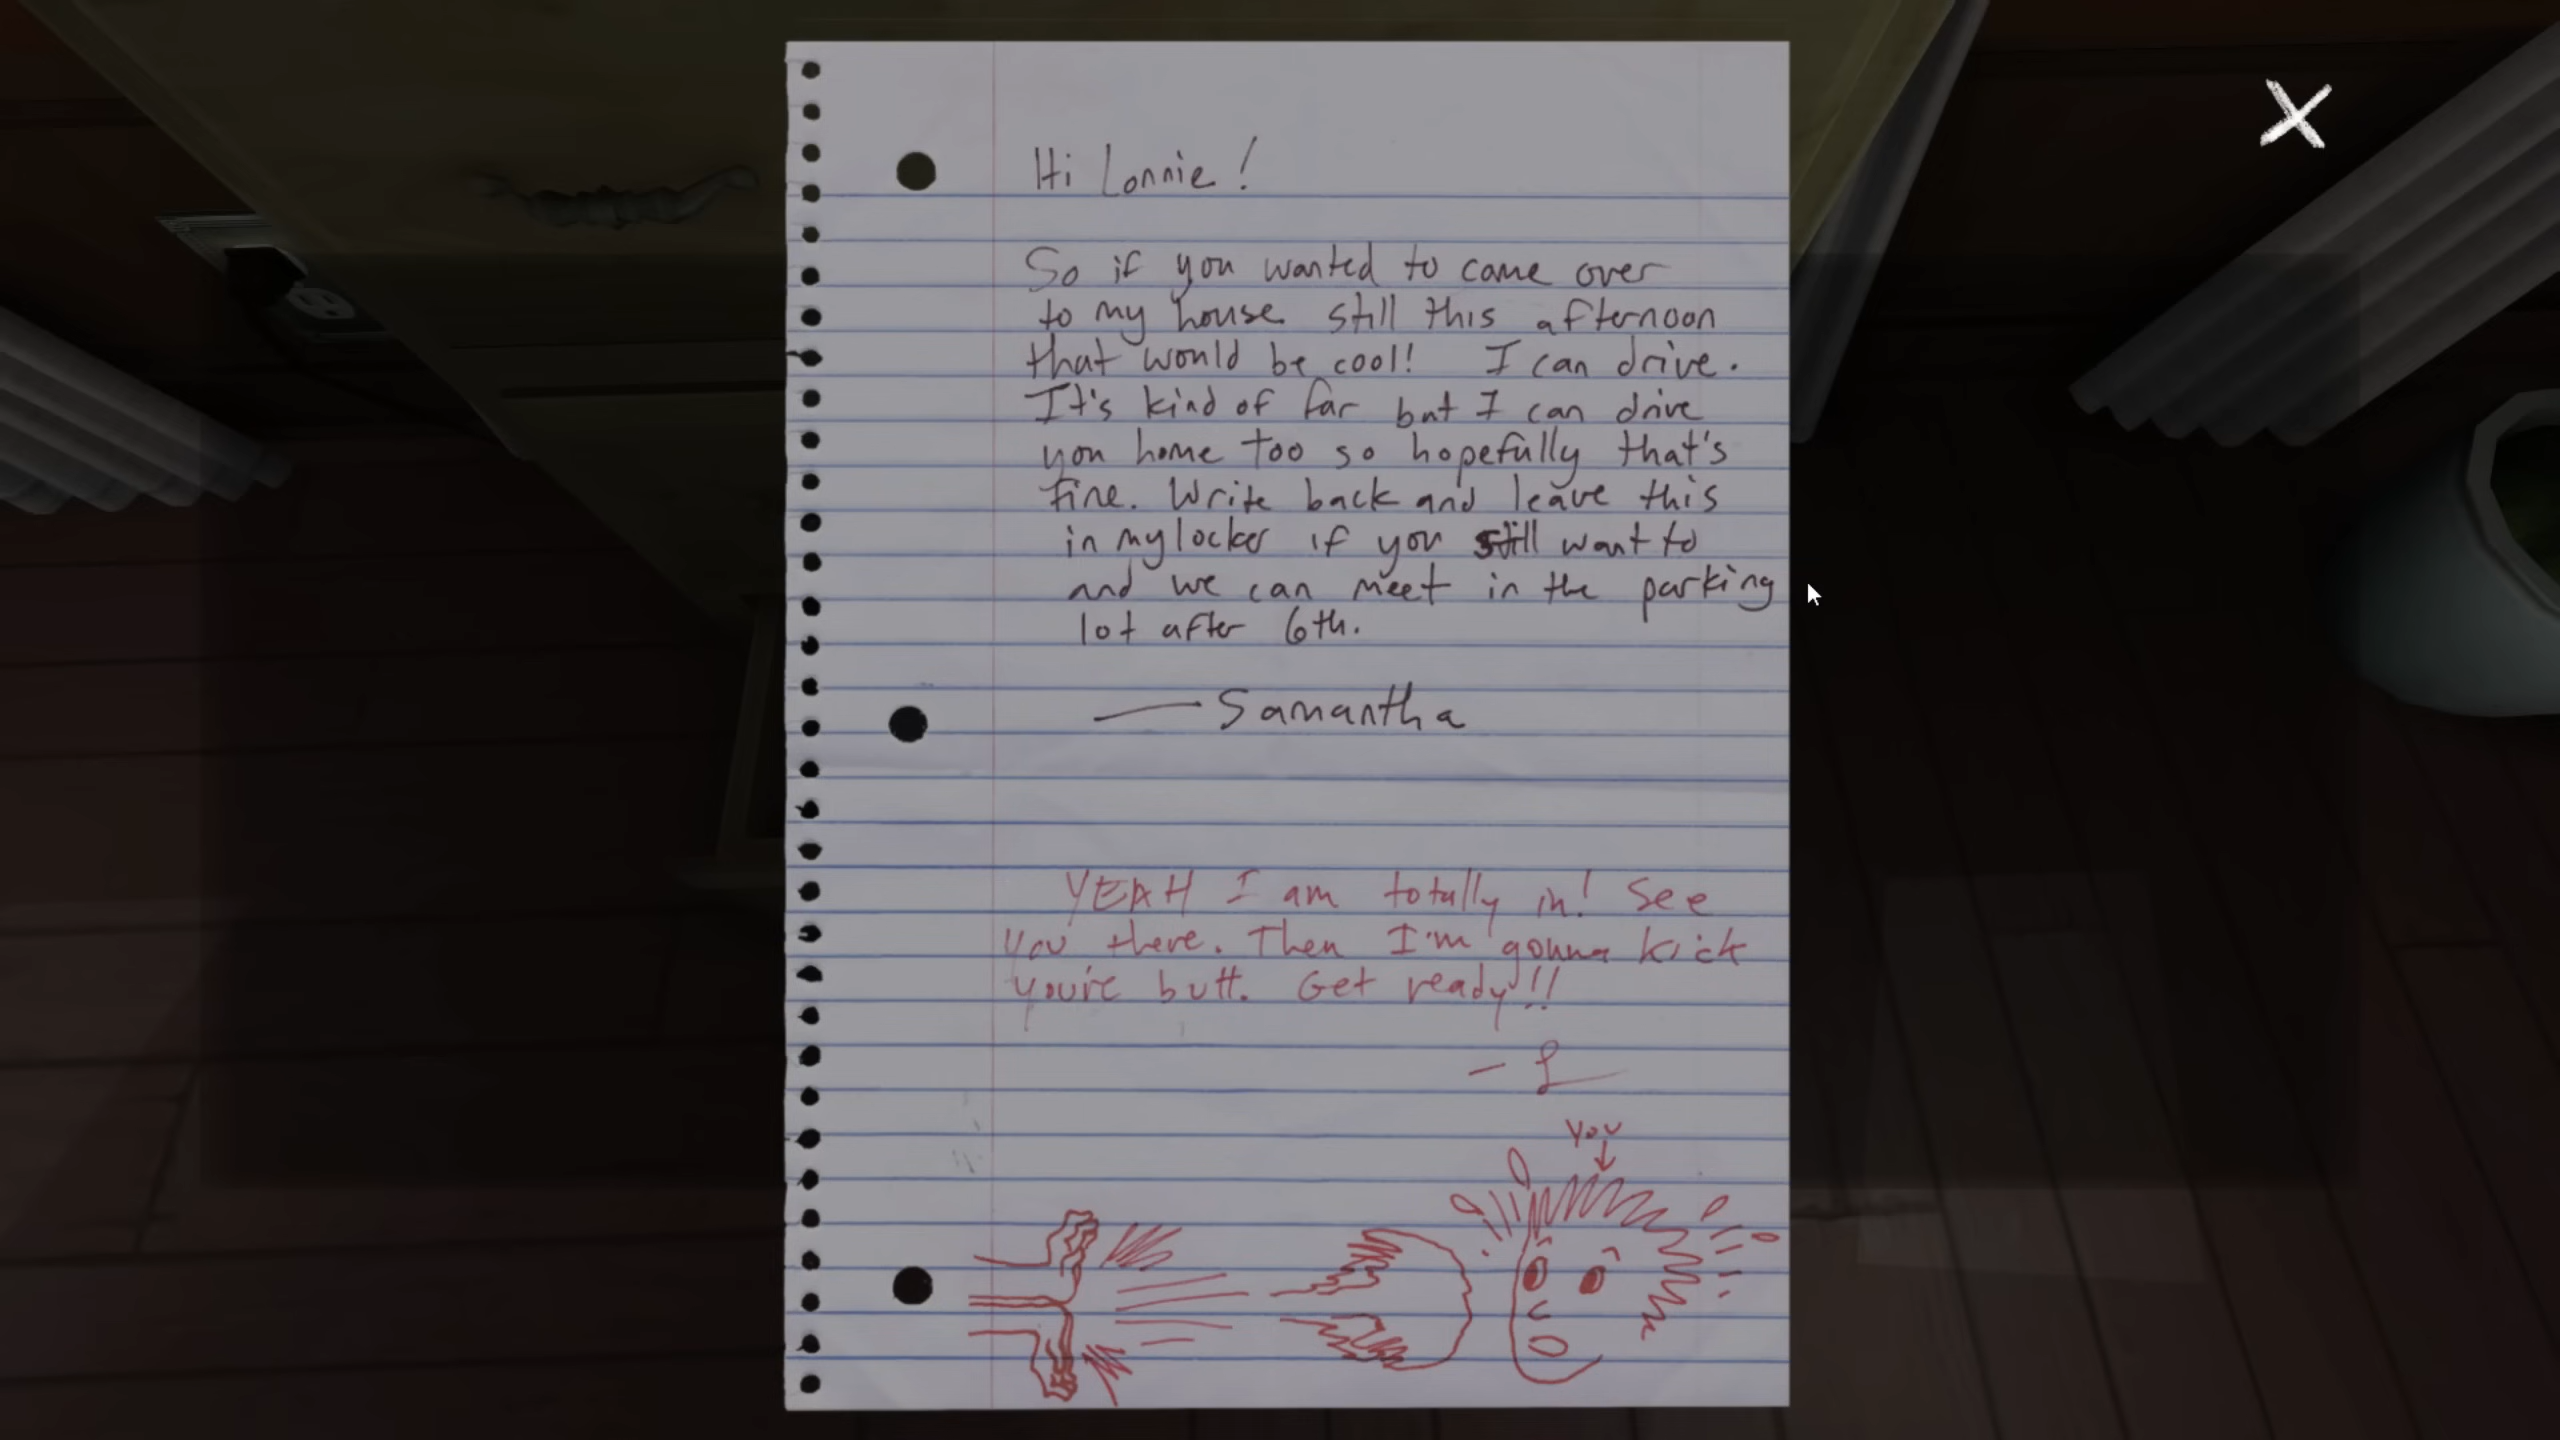 Hi Lonnie!
So if you wanted to come over
to my house still this afternoon
that would be cool! I can drive.
It's kind of far but I can drive
you home too so hopefully that's
fine. Write back and leave this
in my locker if you still want to
and we can meet in the parking
lot after 6th.
— Samantha
YEAH I am totally in! See
you there. Then I'm gonna kick
you're butt. Get ready!!
- L
you